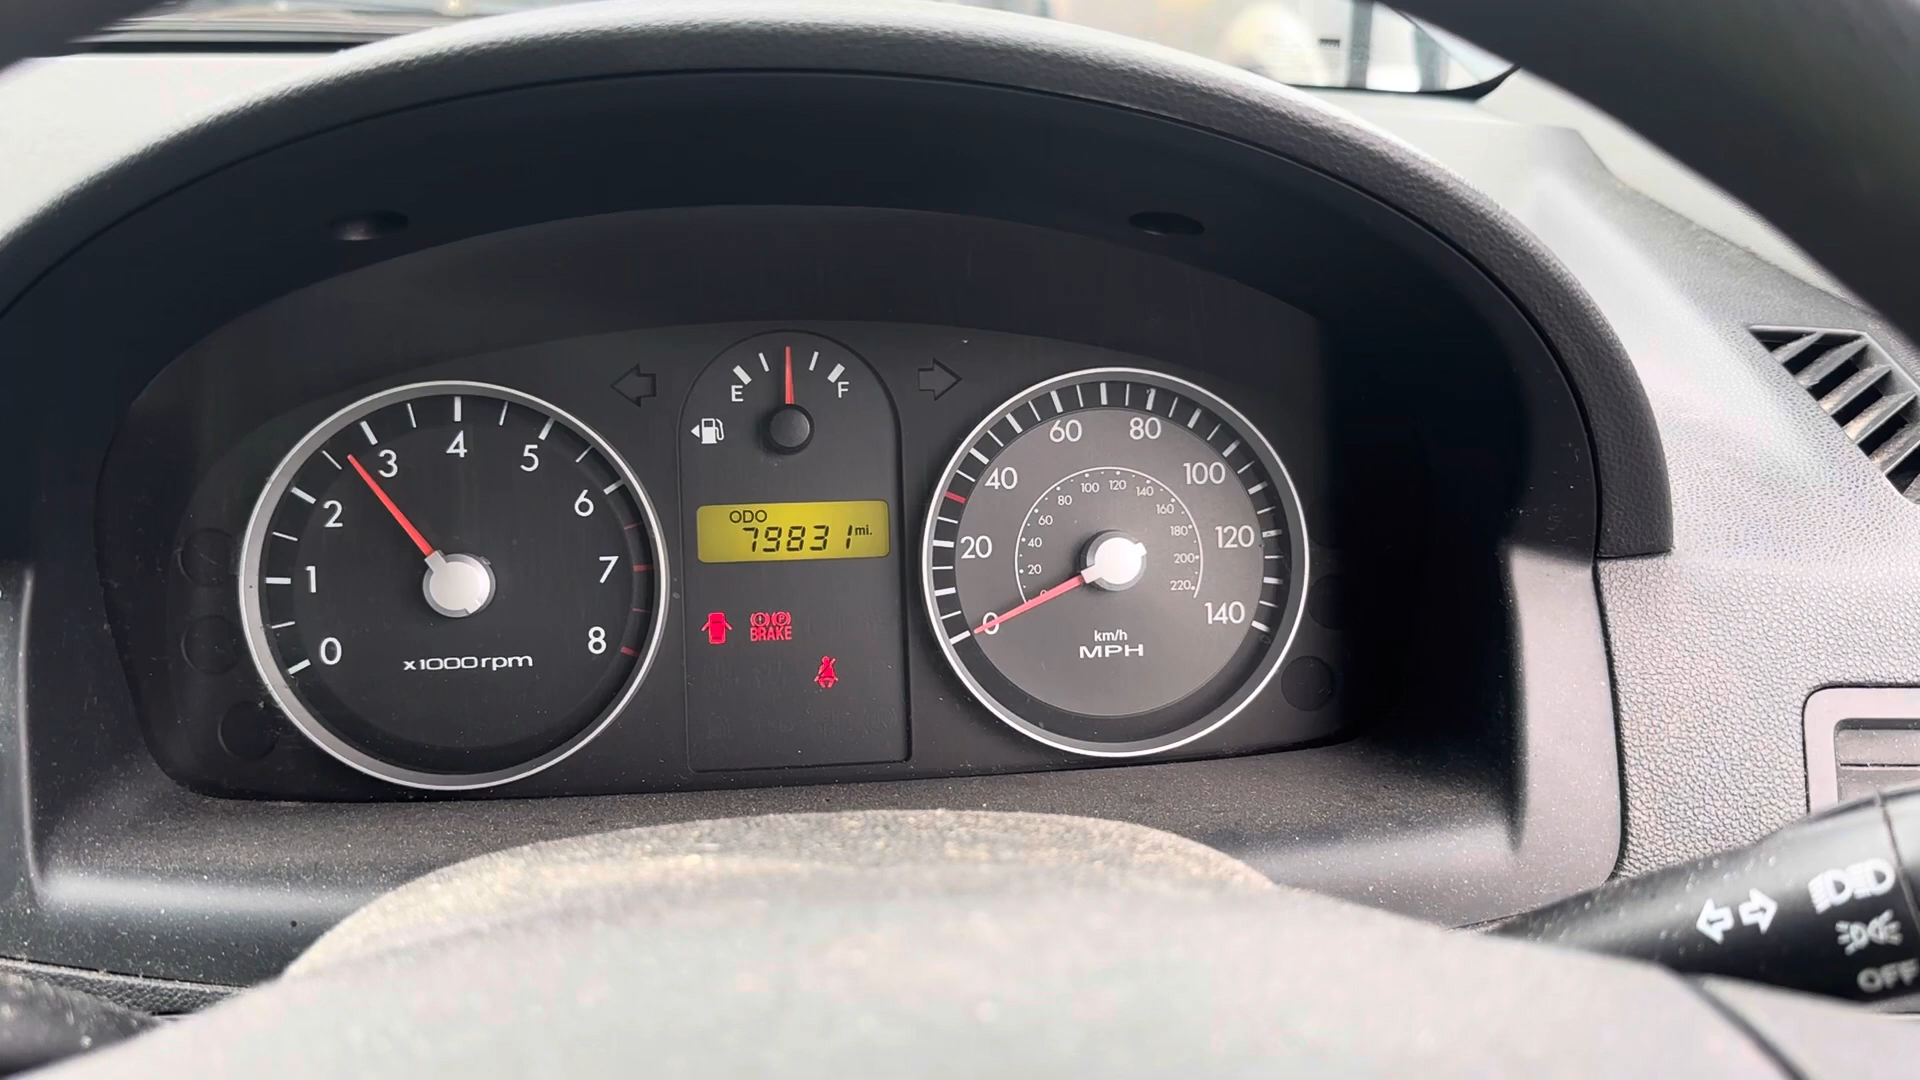 E F
ODO
79831 mi.
BRAKE
0 1 2 3 4 5 6 7 8
x1000rpm
0 20 40 60 80 100 120 140
20 40 60 80 100 120 140 160 180 200 220
km/h
MPH
OFF